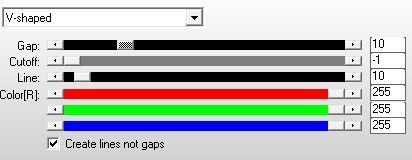 V-shaped
Gap: 10
Cutoff: -1
Line: 10
Color[R]: 255
255
255
Create lines not gaps